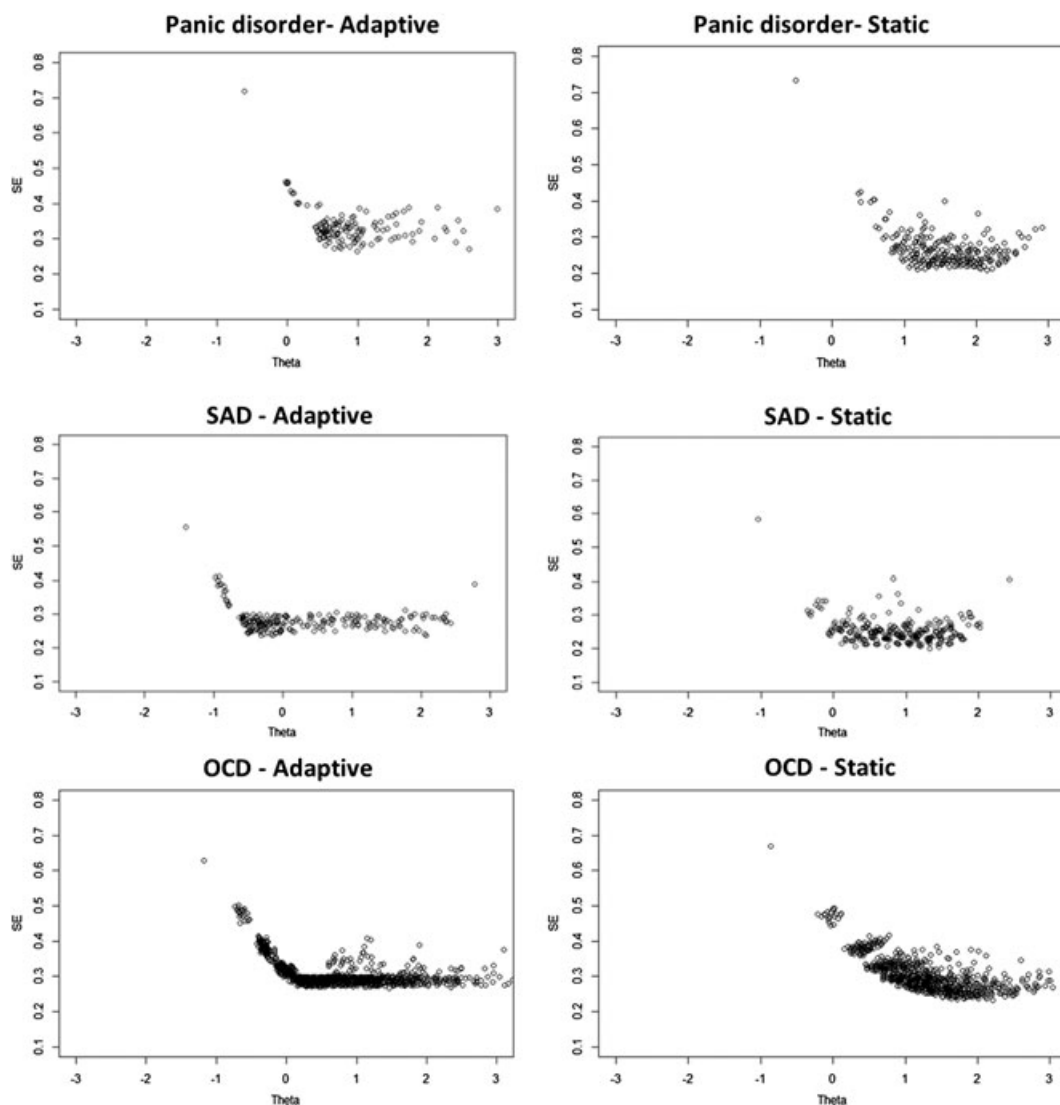 Panic disorder- Adaptive
0.8
0.7
0.6
0.5
0.4
0.3
0.2
0.1
SE
-3 -2 -1 0 1 2 3
Theta
Panic disorder- Static
0.8
0.7
0.6
0.5
0.4
0.3
0.2
0.1
SE
-3 -2 -1 0 1 2 3
Theta
SAD - Adaptive
0.8
0.7
0.6
0.5
0.4
0.3
0.2
0.1
SE
-3 -2 -1 0 1 2 3
Theta
SAD - Static
0.8
0.7
0.6
0.5
0.4
0.3
0.2
0.1
SE
-3 -2 -1 0 1 2 3
Theta
OCD - Adaptive
0.8
0.7
0.6
0.5
0.4
0.3
0.2
0.1
SE
-3 -2 -1 0 1 2 3
Theta
OCD - Static
0.8
0.7
0.6
0.5
0.4
0.3
0.2
0.1
SE
-3 -2 -1 0 1 2 3
Theta